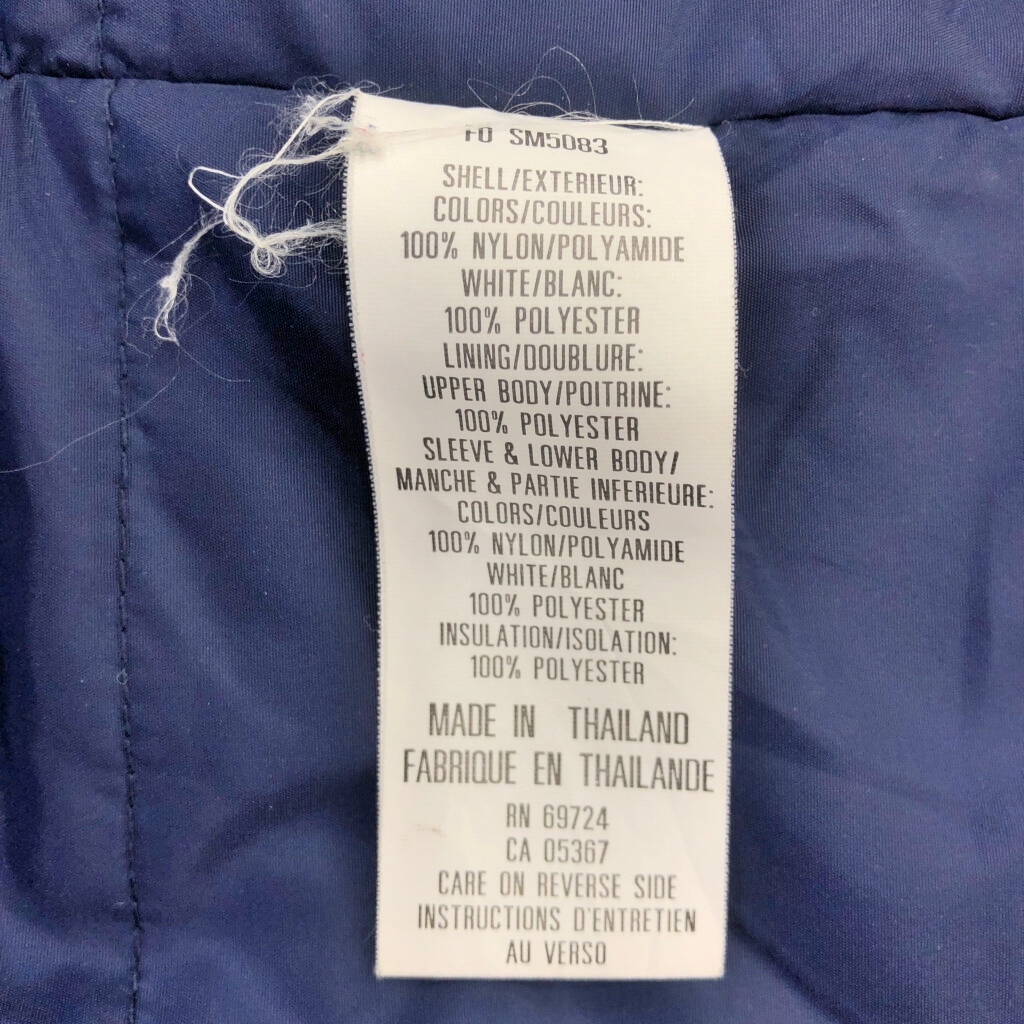 FO SM5083
SHELL/EXTERIEUR:
COLORS/COULEURS:
100% NYLON/POLYAMIDE
WHITE/BLANC:
100% POLYESTER
LINING/DOUBLURE:
UPPER BODY/POITRINE:
100% POLYESTER
SLEEVE & LOWER BODY/
MANCHE & PARTIE INFERIEURE:
COLORS/COULEURS
100% NYLON/POLYAMIDE
WHITE/BLANC
100% POLYESTER
INSULATION/ISOLATION:
100% POLYESTER
MADE IN THAILAND
FABRIQUE EN THAILANDE
RN 69724
CA 05367
CARE ON REVERSE SIDE
INSTRUCTIONS D'ENTRETIEN
AU VERSO